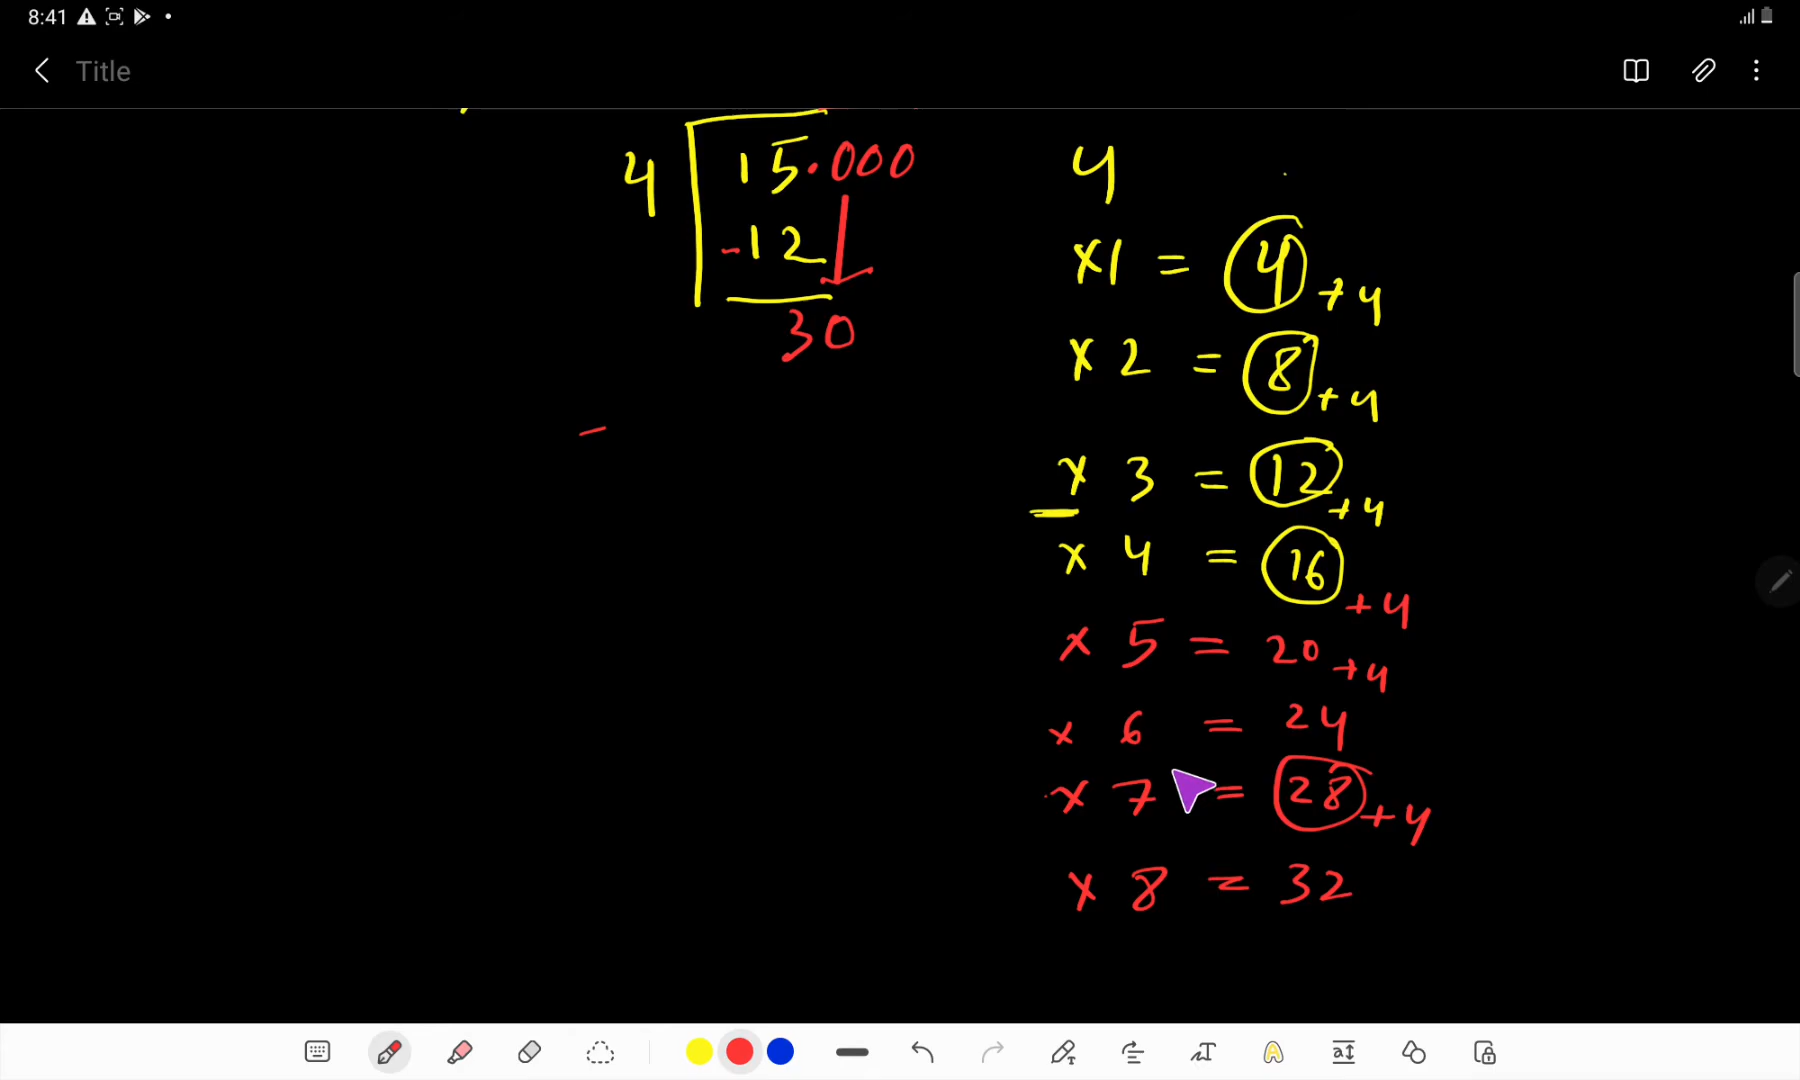 8:41
Title
4 15.000
-12
30
4
×1 = 4 +4
× 2 = 8 +4
× 3 = 12 +4
× 4 = 16 +4
× 5 = 20 +4
× 6 = 24
× 7 = 28 +4
× 8 = 32